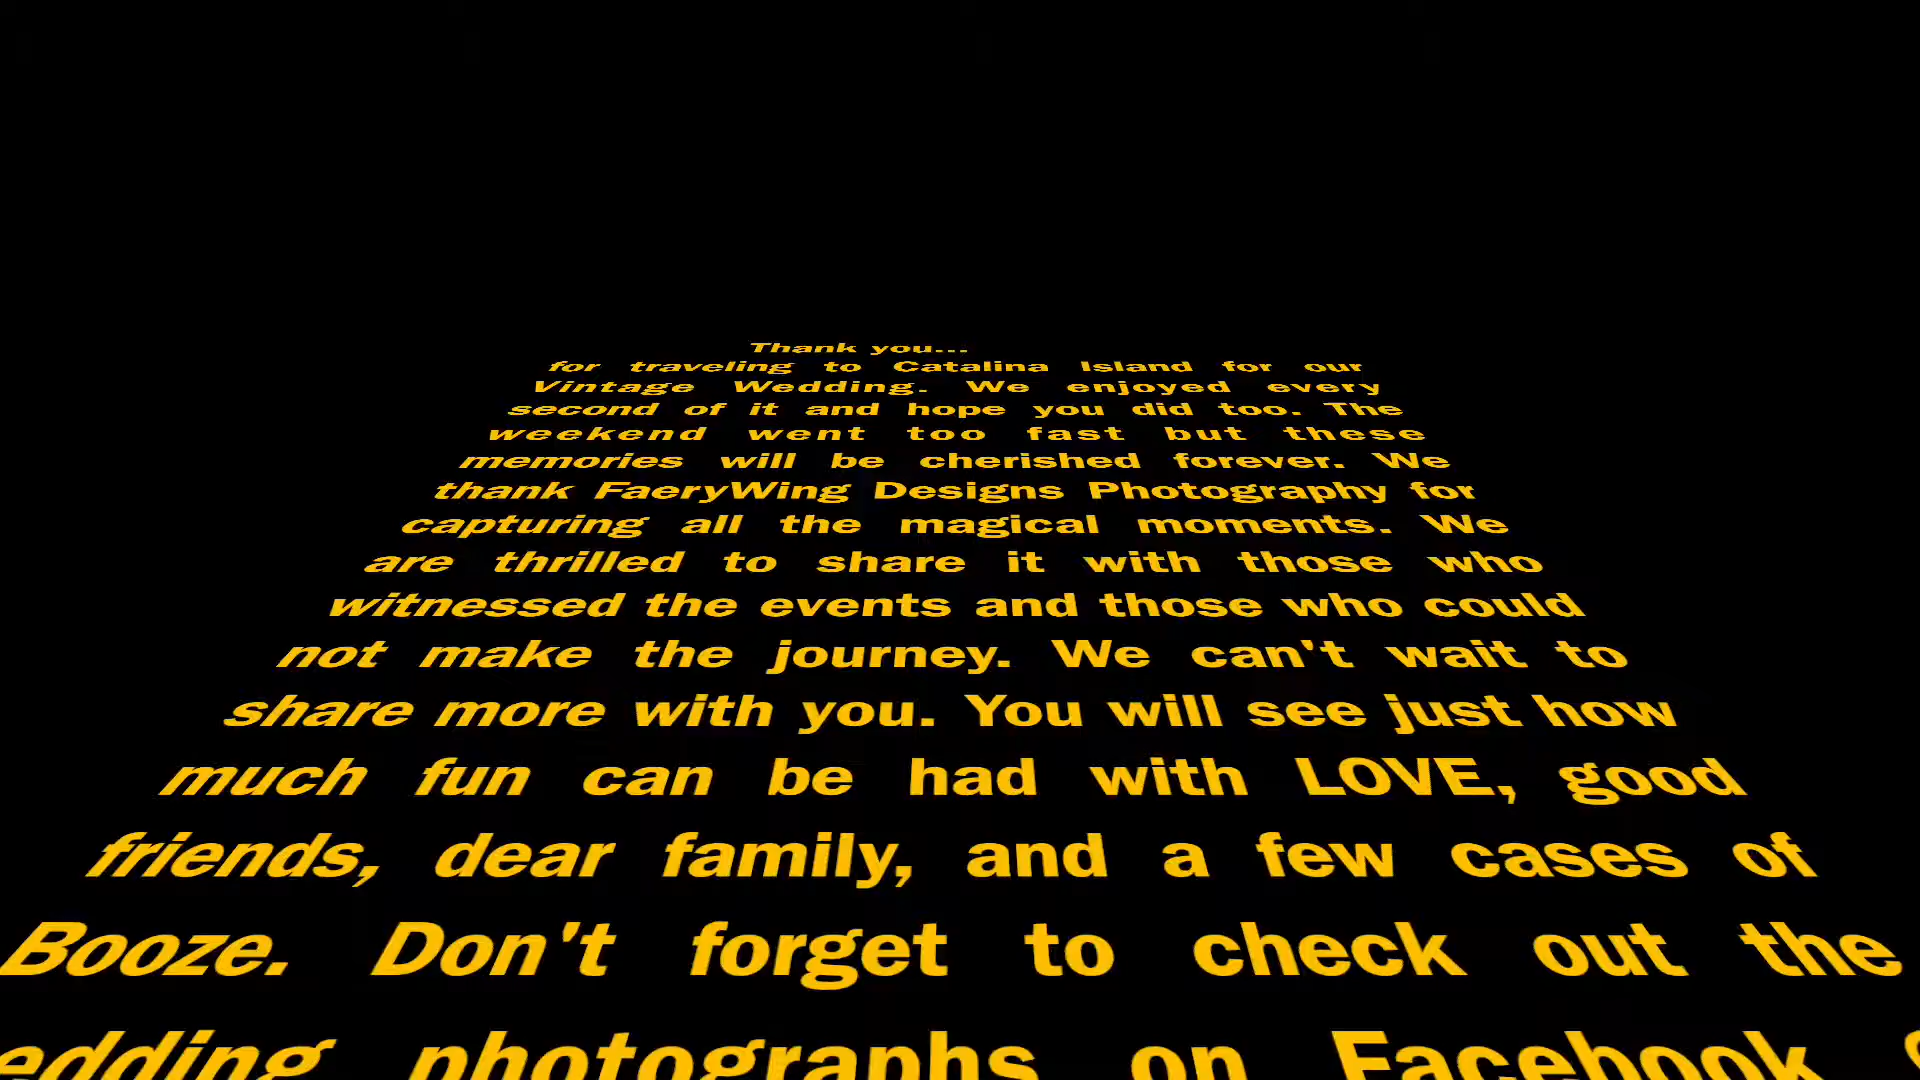 Thank you...
for traveling to Catalina Island for our
Vintage Wedding. We enjoyed every
second of it and hope you did too. The
weekend went too fast but these
memories will be cherished forever. We
thank FaeryWing Designs Photography for
capturing all the magical moments. We
are thrilled to share it with those who
witnessed the events and those who could
not make the journey. We can't wait to
share more with you. You will see just how
much fun can be had with LOVE, good
friends, dear family, and a few cases of
Booze. Don't forget to check out the
edding photographs on Facebook